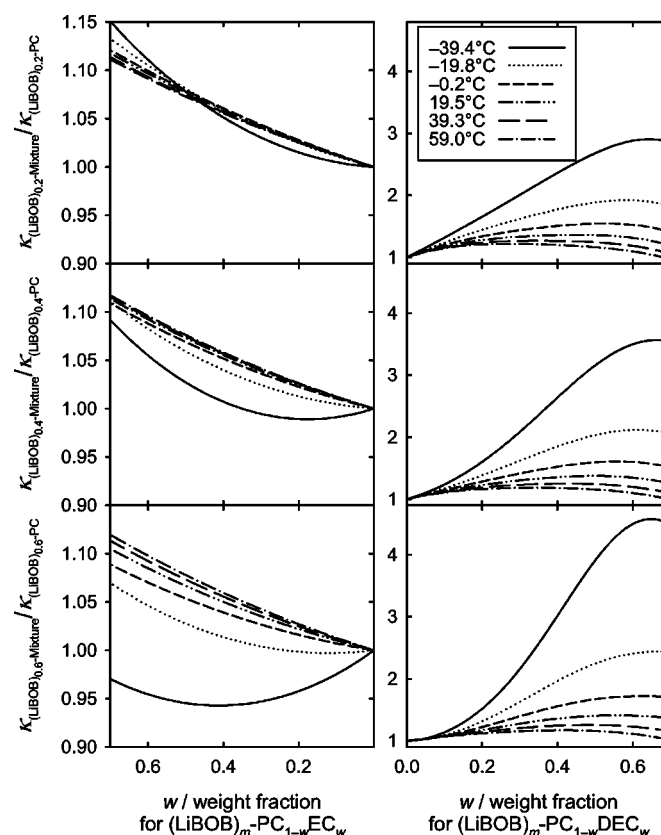 κ(LiBOB)0.2-Mixture/κ(LiBOB)0.2-PC
1.15
1.10
1.05
1.00
0.95
0.90
4
3
2
1
–39.4°C
–19.8°C
–0.2°C
19.5°C
39.3°C
59.0°C
κ(LiBOB)0.4-Mixture/κ(LiBOB)0.4-PC
1.10
1.05
1.00
0.95
0.90
4
3
2
1
κ(LiBOB)0.6-Mixture/κ(LiBOB)0.6-PC
1.10
1.05
1.00
0.95
0.90
4
3
2
1
0.6 0.4 0.2
0.0 0.2 0.4 0.6
w / weight fraction
for (LiBOB)m-PC1–wECw
w / weight fraction
for (LiBOB)m-PC1–wDECw